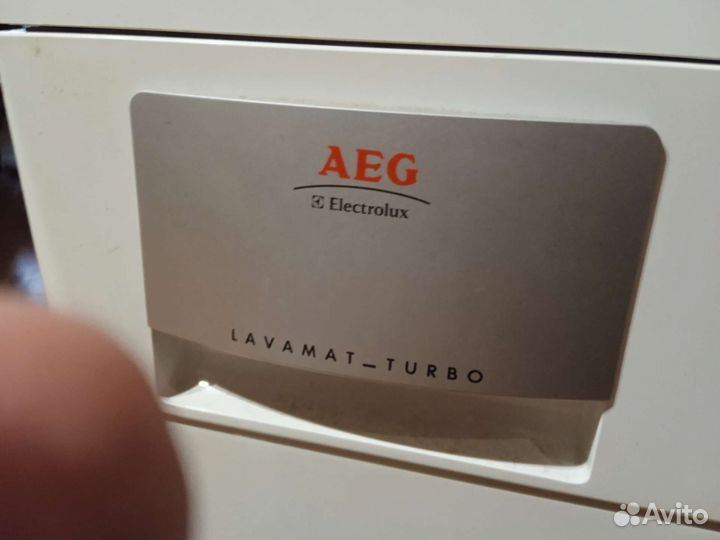 AEG
Electrolux
LAVAMAT_TURBO
Avito